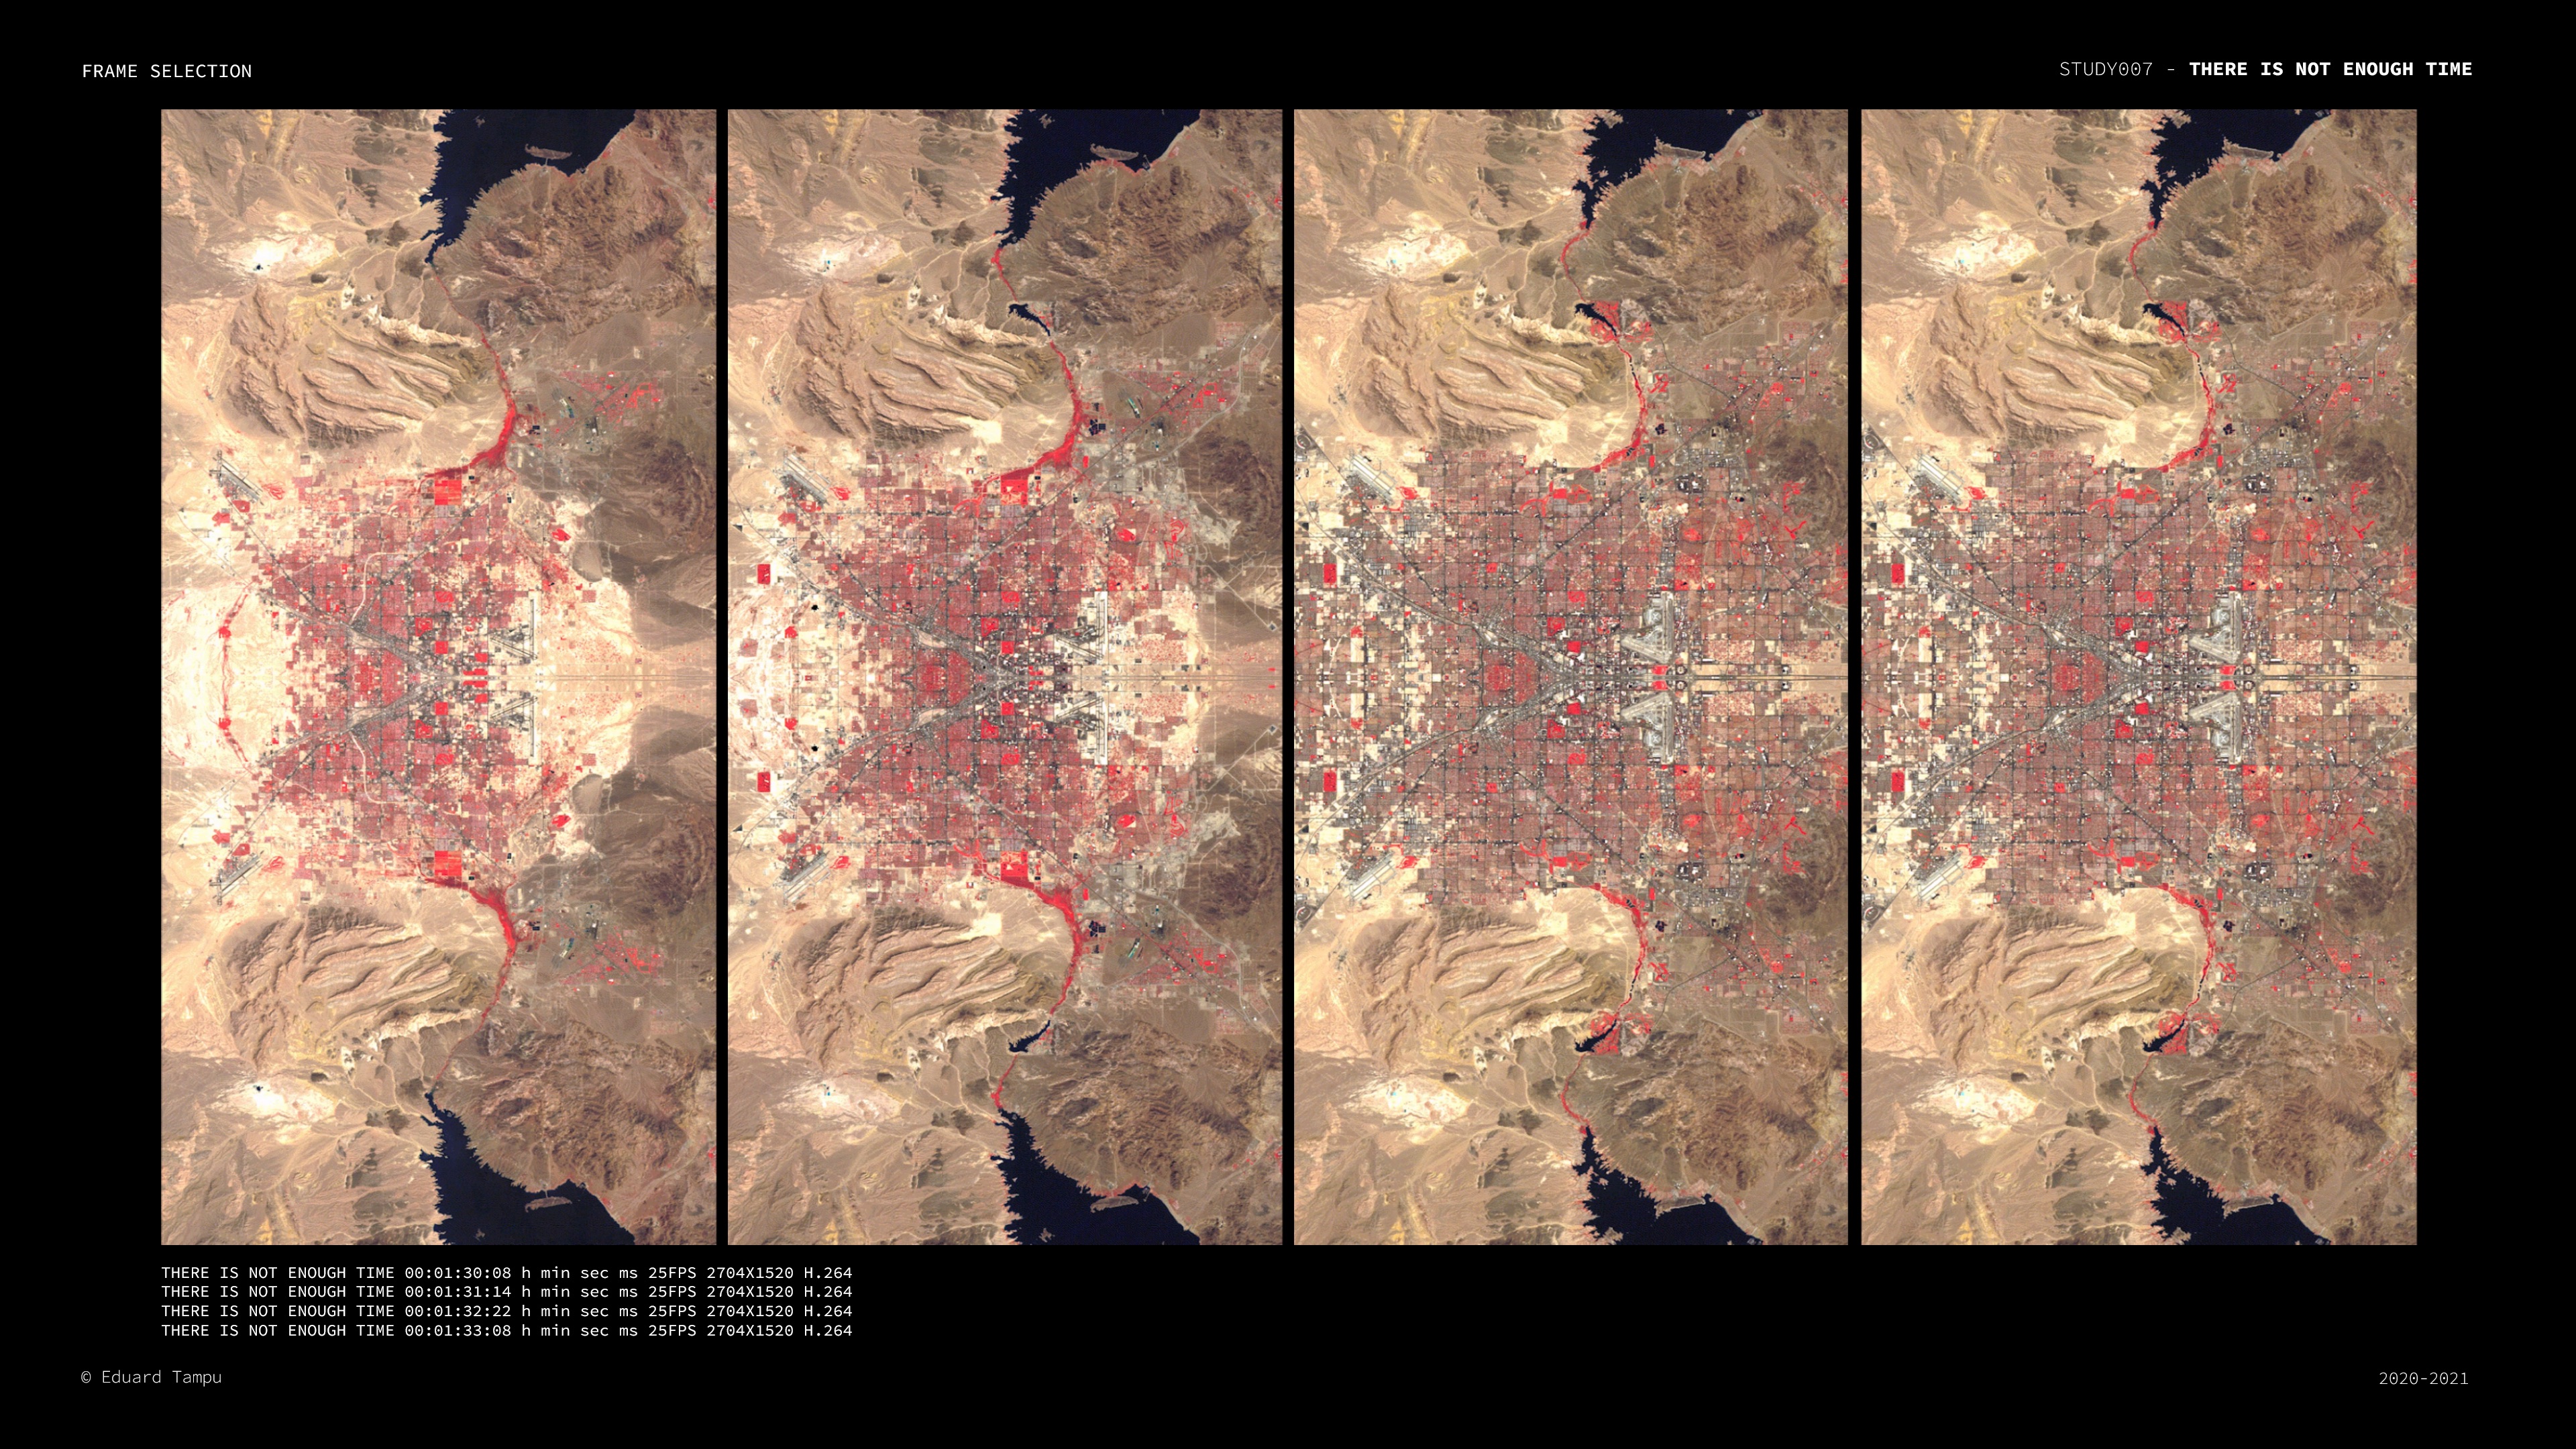 FRAME SELECTION
STUDY007 - THERE IS NOT ENOUGH TIME
THERE IS NOT ENOUGH TIME 00:01:30:08 h min sec ms 25FPS 2704X1520 H.264
THERE IS NOT ENOUGH TIME 00:01:31:14 h min sec ms 25FPS 2704X1520 H.264
THERE IS NOT ENOUGH TIME 00:01:32:22 h min sec ms 25FPS 2704X1520 H.264
THERE IS NOT ENOUGH TIME 00:01:33:08 h min sec ms 25FPS 2704X1520 H.264
© Eduard Tampu
2020-2021